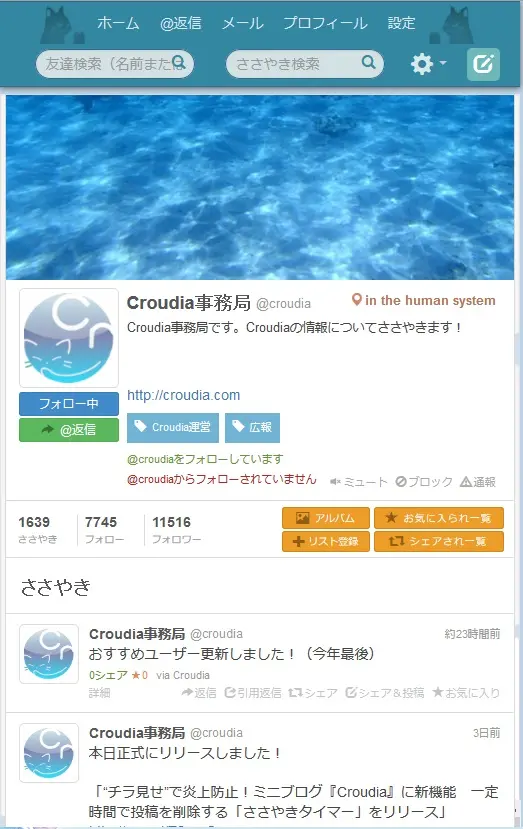 ホーム @返信 メール プロフィール 設定
友達検索（名前または ささやき検索
Cr
Croudia事務局 @croudia in the human system
Croudia事務局です。Croudiaの情報についてささやきます！
http://croudia.com
フォロー中
@返信
Croudia運営 広報
@croudiaをフォローしています
@croudiaからフォローされていません ミュート ブロック 通報
1639 7745 11516
ささやき フォロー フォロワー
アルバム お気に入られ一覧
リスト登録 シェアされ一覧
ささやき
Croudia事務局 @croudia 約23時間前
おすすめユーザー更新しました！（今年最後）
0シェア ★0 via Croudia
詳細 返信 引用返信 シェア シェア＆投稿 ★お気に入り
Croudia事務局 @croudia 3日前
本日正式にリリースしました！
「“チラ見せ”で炎上防止！ミニブログ『Croudia』に新機能　一定
時間で投稿を削除する「ささやきタイマー」をリリース」